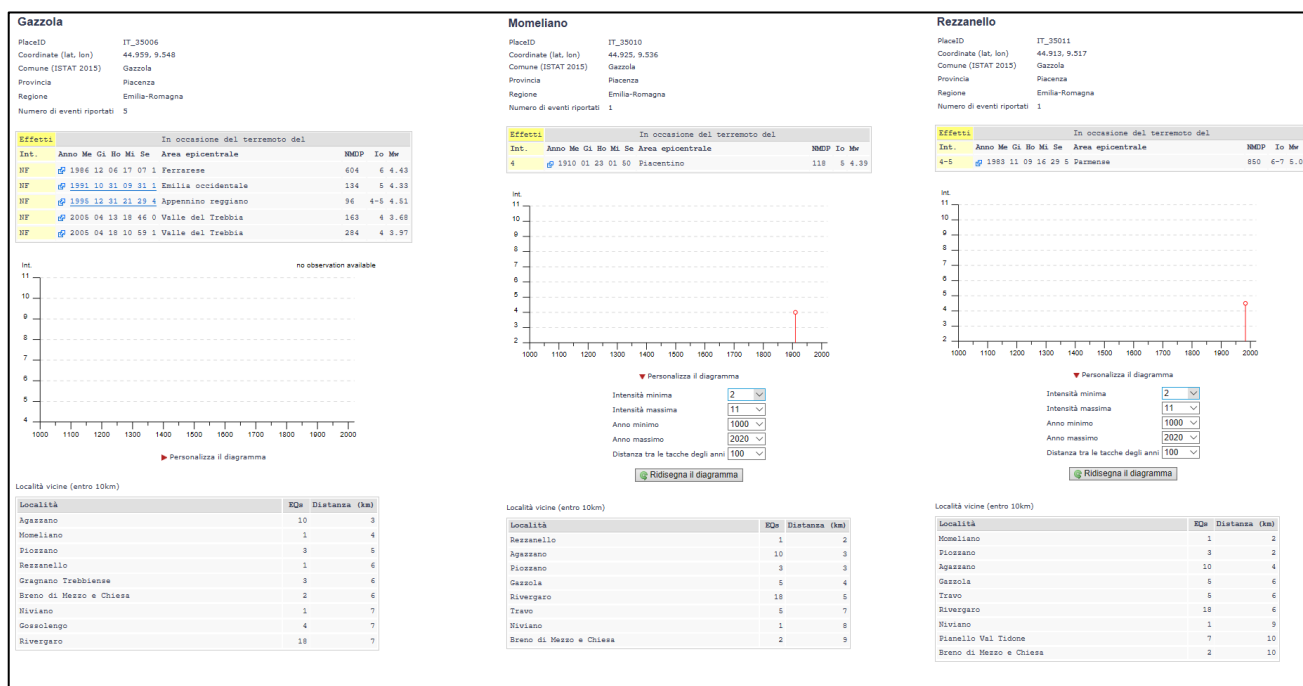 Gazzola
PlaceID IT_35006
Coordinate (lat, lon) 44.959, 9.548
Comune (ISTAT 2015) Gazzola
Provincia Piacenza
Regione Emilia-Romagna
Numero di eventi riportati 5
Effetti In occasione del terremoto del
Int. Anno Me Gi Ho Mi Se Area epicentrale NMDP Io Mw
NF 1986 12 06 17 07 1 Ferrarese 604 6 4.43
NF 1991 10 31 09 31 1 Emilia occidentale 134 5 4.33
NF 1995 12 31 21 29 4 Appennino reggiano 96 4-5 4.51
NF 2005 04 13 18 46 0 Valle del Trebbia 163 4 3.68
NF 2005 04 18 10 59 1 Valle del Trebbia 284 4 3.97
Int. no observation available
11
10
9
8
7
6
5
4
1000 1100 1200 1300 1400 1500 1600 1700 1800 1900 2000
Personalizza il diagramma
Località vicine (entro 10km)
Località EQs Distanza (km)
Agazzano 10 3
Momeliano 1 4
Piozzano 3 5
Rezzanello 1 6
Gragnano Trebbiense 3 6
Breno di Mezzo e Chiesa 2 6
Niviano 1 7
Gossolengo 4 7
Rivergaro 18 7
Momeliano
PlaceID IT_35010
Coordinate (lat, lon) 44.925, 9.536
Comune (ISTAT 2015) Gazzola
Provincia Piacenza
Regione Emilia-Romagna
Numero di eventi riportati 1
Effetti In occasione del terremoto del
Int. Anno Me Gi Ho Mi Se Area epicentrale NMDP Io Mw
4 1910 01 23 01 50 Piacentino 118 5 4.39
Int.
11
10
9
8
7
6
5
4
3
2
1000 1100 1200 1300 1400 1500 1600 1700 1800 1900 2000
Personalizza il diagramma
Intensità minima 2
Intensità massima 11
Anno minimo 1000
Anno massimo 2020
Distanza tra le tacche degli anni 100
Ridisegna il diagramma
Località vicine (entro 10km)
Località EQs Distanza (km)
Rezzanello 1 2
Agazzano 10 3
Piozzano 3 3
Gazzola 5 4
Rivergaro 18 5
Travo 5 7
Niviano 1 8
Breno di Mezzo e Chiesa 2 9
Rezzanello
PlaceID IT_35011
Coordinate (lat, lon) 44.913, 9.517
Comune (ISTAT 2015) Gazzola
Provincia Piacenza
Regione Emilia-Romagna
Numero di eventi riportati 1
Effetti In occasione del terremoto del
Int. Anno Me Gi Ho Mi Se Area epicentrale NMDP Io Mw
4-5 1983 11 09 16 29 5 Parmense 850 6-7 5.0
Int.
11
10
9
8
7
6
5
4
3
2
1000 1100 1200 1300 1400 1500 1600 1700 1800 1900 2000
Personalizza il diagramma
Intensità minima 2
Intensità massima 11
Anno minimo 1000
Anno massimo 2020
Distanza tra le tacche degli anni 100
Ridisegna il diagramma
Località vicine (entro 10km)
Località EQs Distanza (km)
Momeliano 1 2
Piozzano 3 2
Agazzano 10 4
Gazzola 5 6
Travo 5 6
Rivergaro 18 6
Niviano 1 9
Pianello Val Tidone 7 10
Breno di Mezzo e Chiesa 2 10